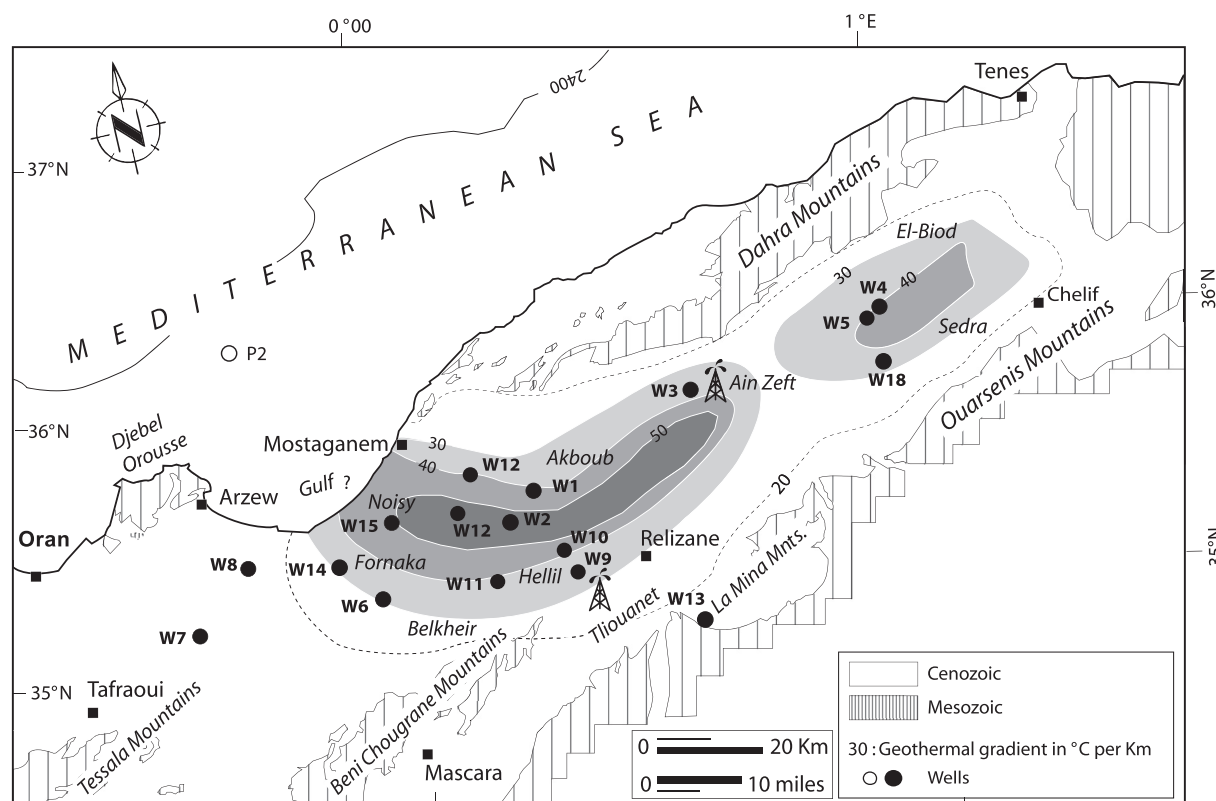 0 °00'
1 °E
2400
Tenes
37°N
MEDITERRANEAN SEA
Dahra Mountains
El-Biod
30
40
W4
W5
Chelif
36°N
Sedra
W18
P2
Ouarsenis Mountains
W3
Ain Zeft
36°N
Djebel
Orousse
Mostaganem
30
40
50
W12
Akboub
Gulf ?
W1
Arzew
Noisy
20
W15
W12
W2
Oran
W10
Relizane
W8
W14
Fornaka
W9
35°N
W11
Hellil
W6
W13
La Mina Mnts.
Tliouanet
Belkheir
W7
35°N
Tafraoui
Tessala Mountains
Beni Chougrane Mountains
Mascara
0 20 Km
0 10 miles
Cenozoic
Mesozoic
30 : Geothermal gradient in °C per Km
Wells